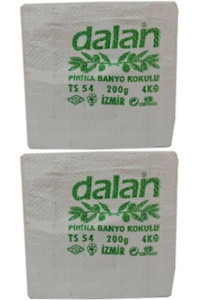 dalan
PİRİNA BANYO KOKULU
TS 54 200g 4KG
İZMİR
dalan
PİRİNA BANYO KOKULU
TS 54 200g 4KG
İZMİR